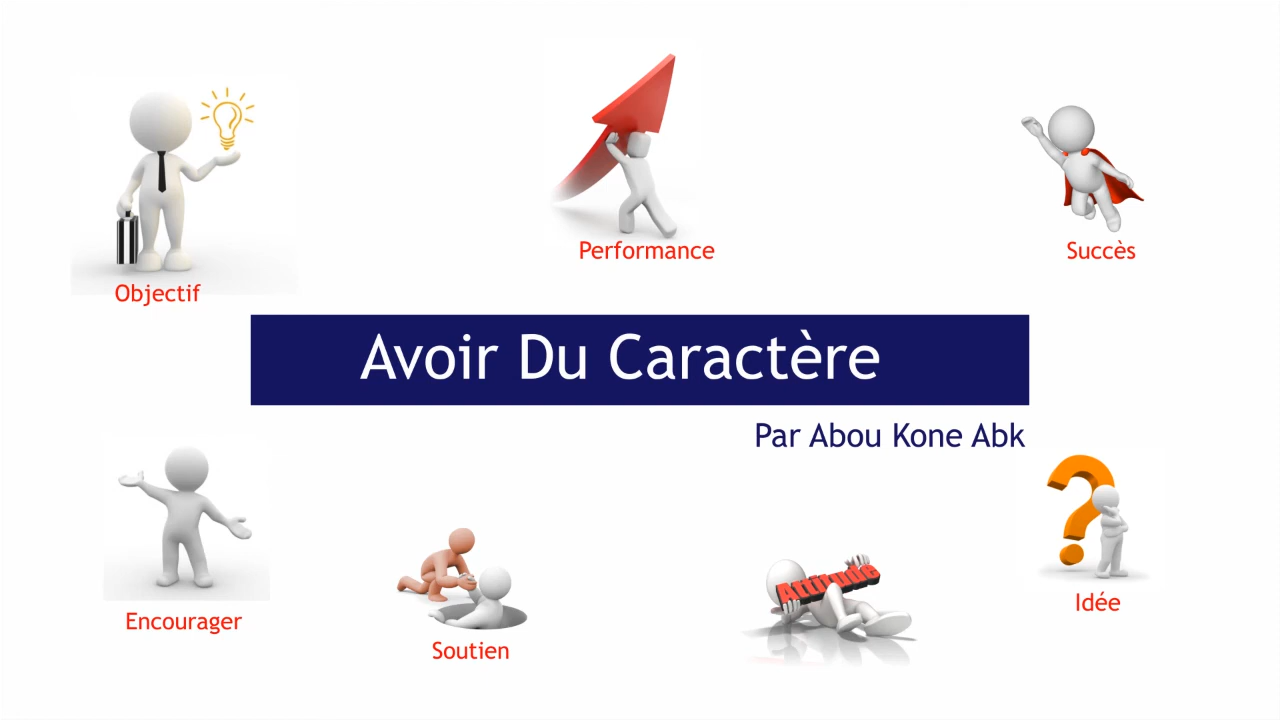 Performance
Succès
Objectif
Avoir Du Caractère
Par Abou Kone Abk
Attitude
Idée
Encourager
Soutien